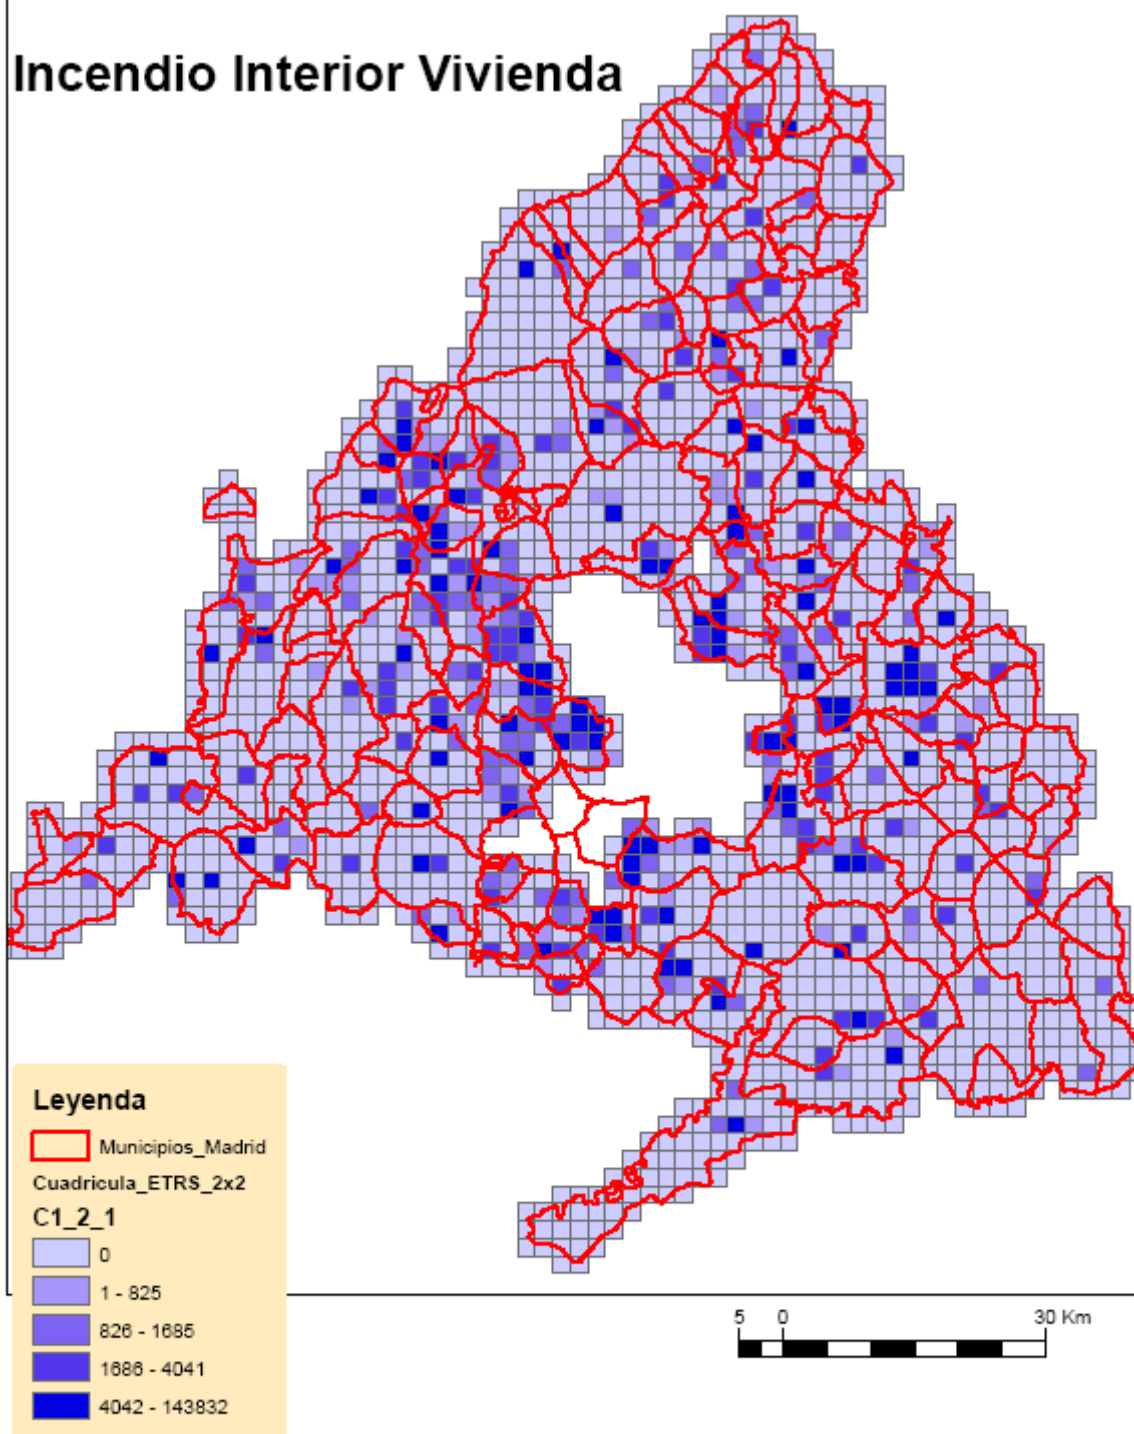 Incendio Interior Vivienda
Leyenda
Municipios_Madrid
Cuadricula_ETRS_2x2
C1_2_1
0
1 - 825
826 - 1685
1686 - 4041
4042 - 143832
5 0 30 Km